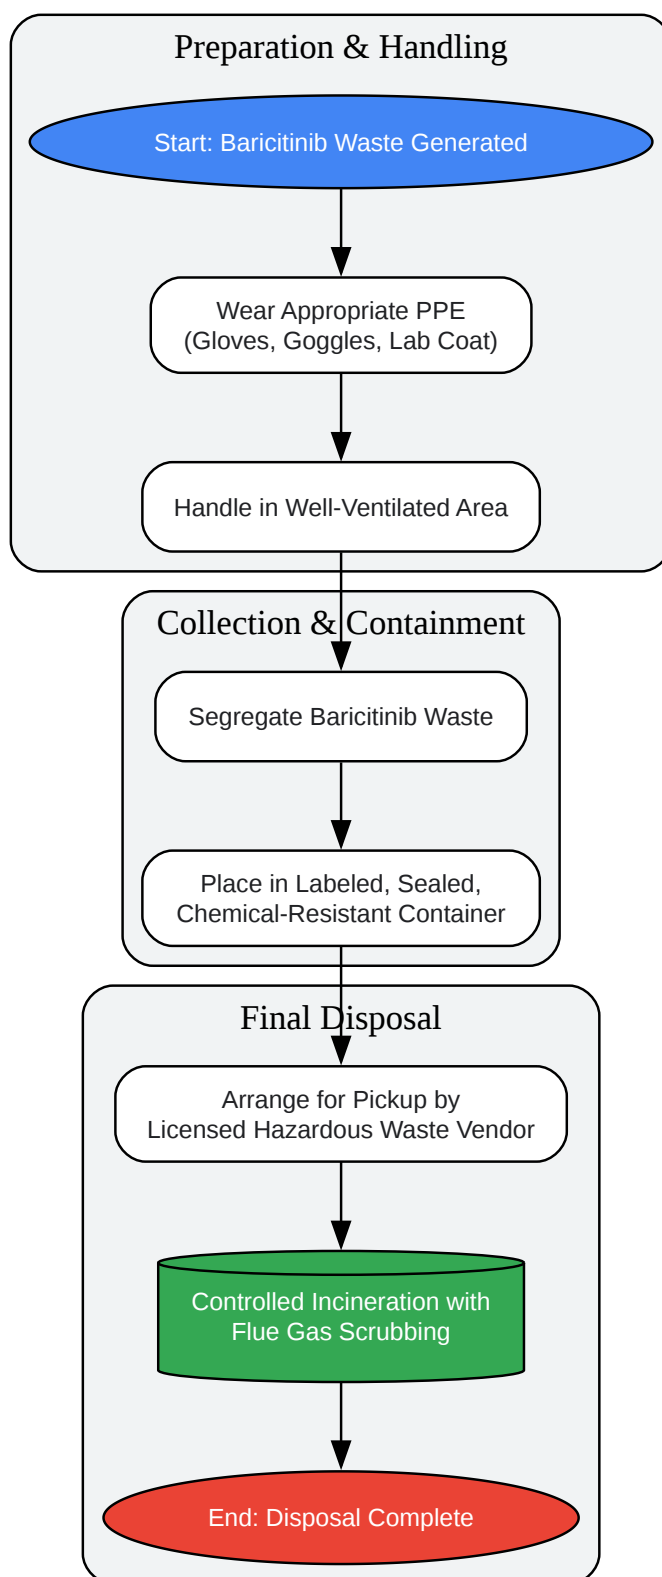 Preparation & Handling
Start: Baricitinib Waste Generated
Wear Appropriate PPE
(Gloves, Goggles, Lab Coat)
Handle in Well-Ventilated Area
Collection & Containment
Segregate Baricitinib Waste
Place in Labeled, Sealed,
Chemical-Resistant Container
Final Disposal
Arrange for Pickup by
Licensed Hazardous Waste Vendor
Controlled Incineration with
Flue Gas Scrubbing
End: Disposal Complete